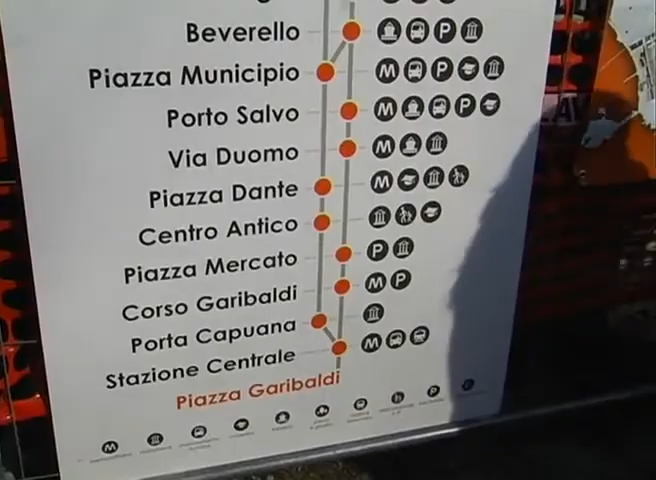 Beverello P
Piazza Municipio M P
Porto Salvo M P
Via Duomo M
Piazza Dante M
Centro Antico
Piazza Mercato P
Corso Garibaldi M P
Porta Capuana
Stazione Centrale M
Piazza Garibaldi
M P